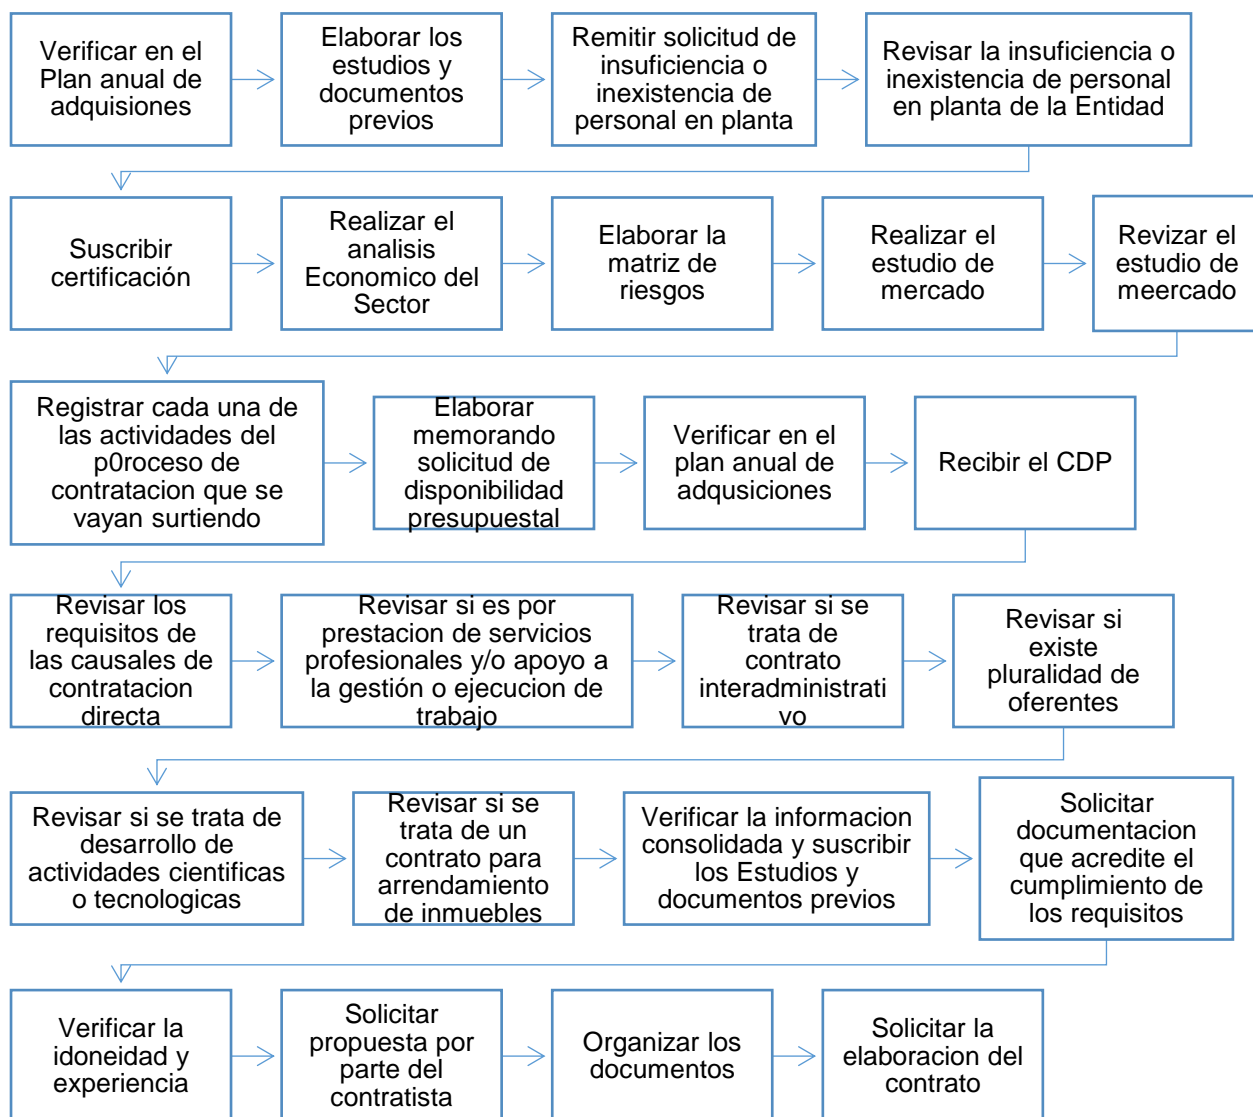 Verificar en el
Plan anual de
adquisiones
Elaborar los
estudios y
documentos
previos
Remitir solicitud de
insuficiencia o
inexistencia de
personal en planta
Revisar la insuficiencia o
inexistencia de personal
en planta de la Entidad
Suscribir
certificación
Realizar el
analisis
Economico del
Sector
Elaborar la
matriz de
riesgos
Realizar el
estudio de
mercado
Revizar el
estudio de
meercado
Registrar cada una de
las actividades del
p0roceso de
contratacion que se
vayan surtiendo
Elaborar
memorando
solicitud de
disponibilidad
presupuestal
Verificar en el
plan anual de
adqusiciones
Recibir el CDP
Revisar los
requisitos de
las causales de
contratacion
directa
Revisar si es por
prestacion de servicios
profesionales y/o apoyo a
la gestión o ejecucion de
trabajo
Revisar si se
trata de
contrato
interadministrati
vo
Revisar si
existe
pluralidad de
oferentes
Revisar si se trata de
desarrollo de
actividades cientificas
o tecnologicas
Revisar si se
trata de un
contrato para
arrendamiento
de inmuebles
Verificar la informacion
consolidada y suscribir
los Estudios y
documentos previos
Solicitar
documentacion
que acredite el
cumplimiento de
los requisitos
Verificar la
idoneidad y
experiencia
Solicitar
propuesta por
parte del
contratista
Organizar los
documentos
Solicitar la
elaboracion del
contrato